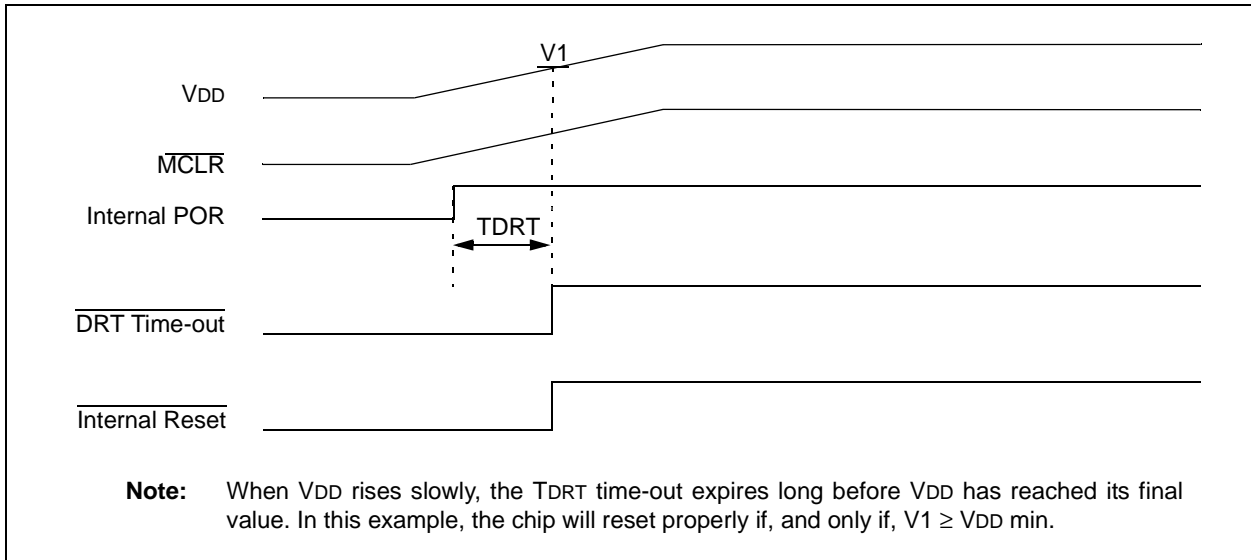 V1
VDD
MCLR
Internal POR
TDRT
DRT Time-out
Internal Reset
Note: When VDD rises slowly, the TDRT time-out expires long before VDD has reached its final
value. In this example, the chip will reset properly if, and only if, V1 ≥ VDD min.